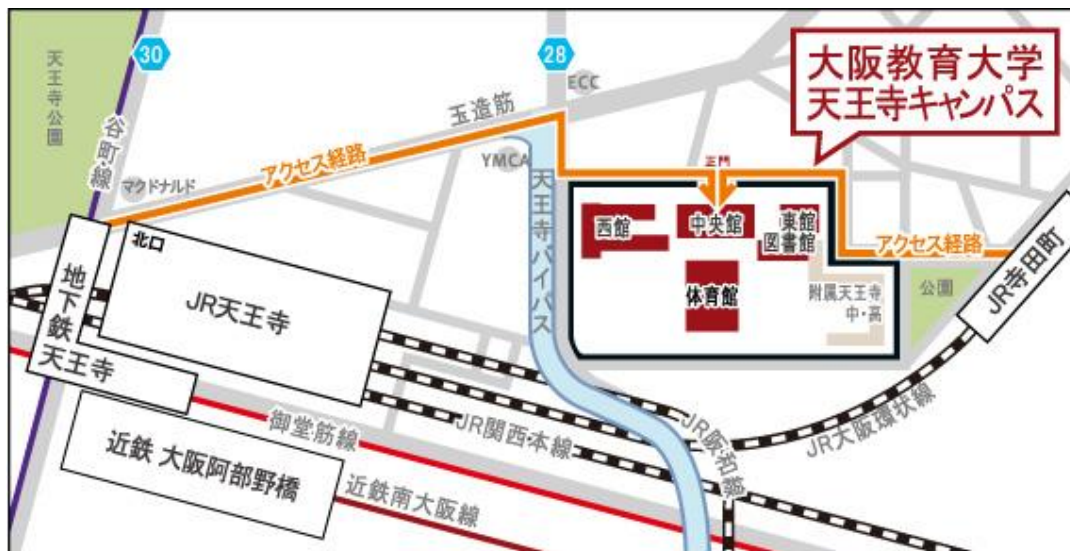 30
28
ECC
大阪教育大学
天王寺キャンパス
天王寺公園
谷町線
玉造筋
アクセス経路
マクドナルド
YMCA
正門
天王寺バイパス
西館
中央館
東館
図書館
体育館
附属天王寺
中・高
アクセス経路
公園
JR寺田町
北口
JR天王寺
地下鉄
天王寺
近鉄 大阪阿部野橋
御堂筋線
JR関西本線
JR阪和線
JR大阪環状線
近鉄南大阪線